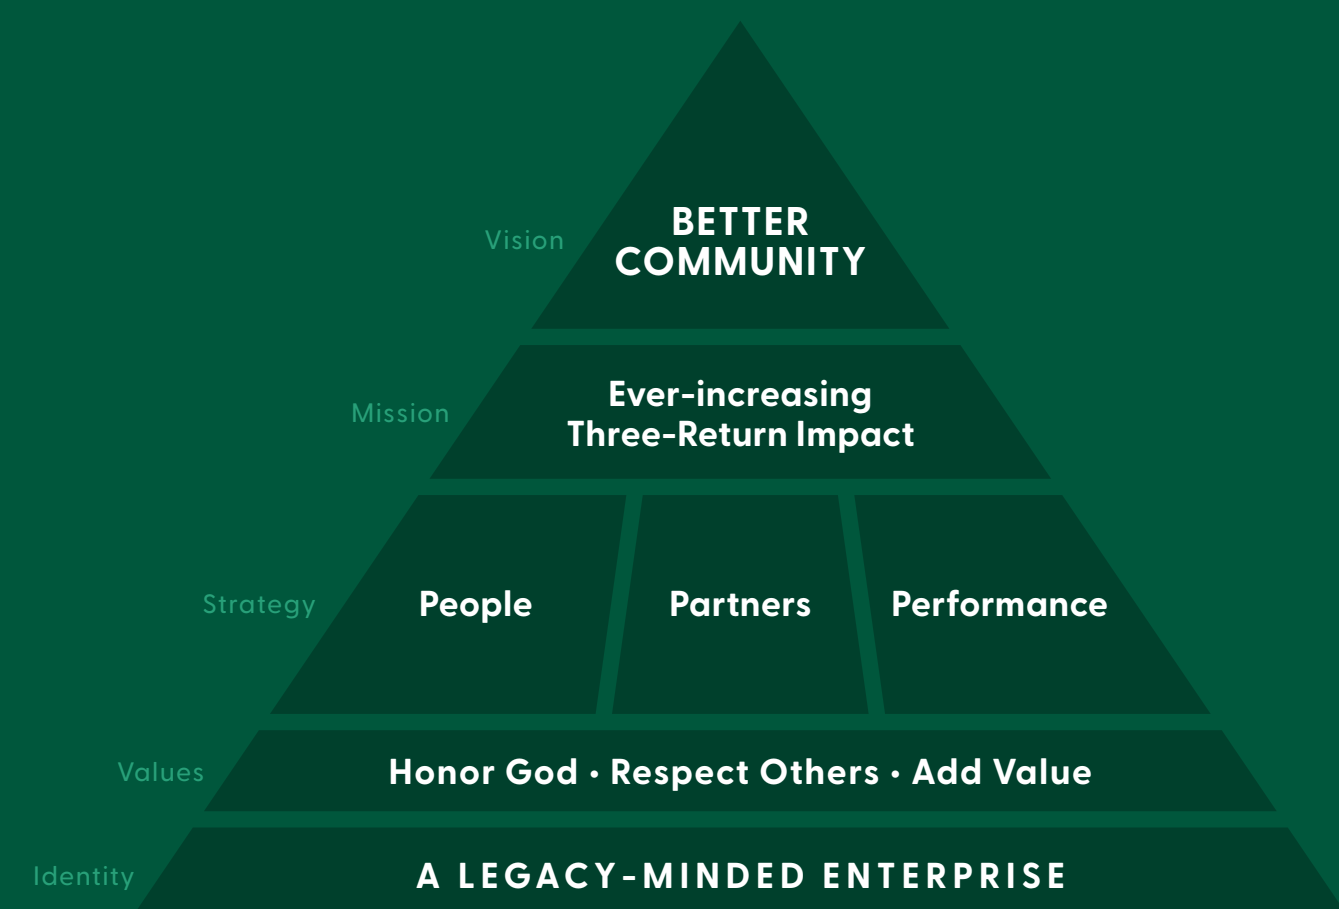 Vision
BETTER
COMMUNITY
Mission
Ever-increasing
Three-Return Impact
Strategy
People
Partners
Performance
Values
Honor God • Respect Others • Add Value
Identity
A LEGACY-MINDED ENTERPRISE